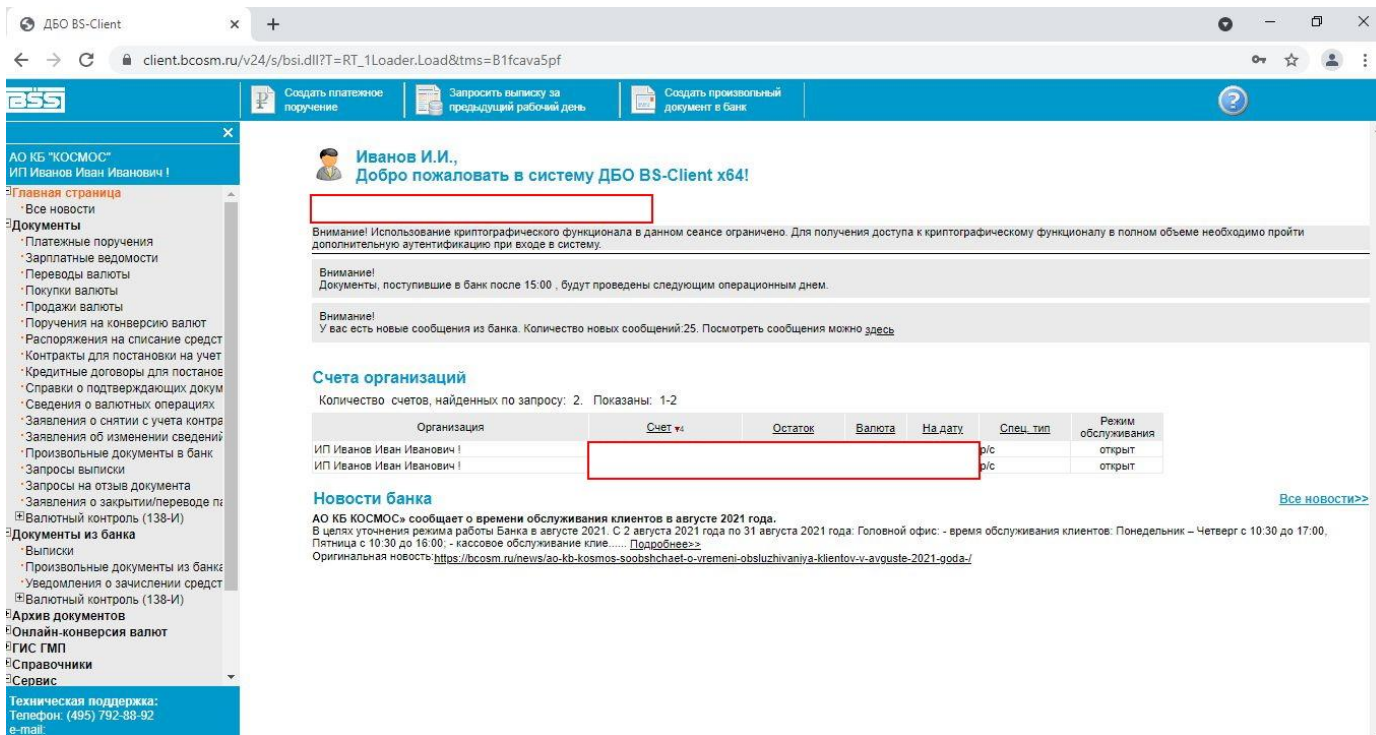 ДБО BS-Client
client.bcosm.ru/v24/s/bsi.dll?T=RT_1Loader.Load&tms=B1fcava5pf
BSS
Создать платежное
поручение
Запросить выписку за
предыдущий рабочий день
Создать произвольный
документ в банк
АО КБ "КОСМОС"
ИП Иванов Иван Иванович !
Главная страница
Все новости
Документы
Платежные поручения
Зарплатные ведомости
Переводы валюты
Покупки валюты
Продажи валюты
Поручения на конверсию валют
Распоряжения на списание средст
Контракты для постановки на учет
Кредитные договоры для постанов
Справки о подтверждающих докум
Сведения о валютных операциях
Заявления о снятии с учета контра
Заявления об изменении сведений
Произвольные документы в банк
Запросы выписки
Запросы на отзыв документа
Заявления о закрытии/переводе па
Валютный контроль (138-И)
Документы из банка
Выписки
Произвольные документы из банка
Уведомления о зачислении средст
Валютный контроль (138-И)
Архив документов
Онлайн-конверсия валют
ГИС ГМП
Справочники
Сервис
Техническая поддержка:
Телефон: (495) 792-88-92
e-mail:
Иванов И.И.,
Добро пожаловать в систему ДБО BS-Client x64!
Внимание! Использование криптографического функционала в данном сеансе ограничено. Для получения доступа к криптографическому функционалу в полном объеме необходимо пройти
дополнительную аутентификацию при входе в систему.
Внимание!
Документы, поступившие в банк после 15:00 , будут проведены следующим операционным днем.
Внимание!
У вас есть новые сообщения из банка. Количество новых сообщений:25. Посмотреть сообщения можно здесь
Счета организаций
Количество счетов, найденных по запросу: 2. Показаны: 1-2
Организация Счет Остаток Валюта На дату Спец. тип Режим обслуживания
ИП Иванов Иван Иванович ! р/с открыт
ИП Иванов Иван Иванович ! р/с открыт
Новости банка
Все новости>>
АО КБ КОСМОС» сообщает о времени обслуживания клиентов в августе 2021 года.
В целях уточнения режима работы Банка в августе 2021. С 2 августа 2021 года по 31 августа 2021 года: Головной офис: - время обслуживания клиентов: Понедельник – Четверг с 10:30 до 17:00,
Пятница с 10:30 до 16:00; - кассовое обслуживание клие...... Подробнее>>
Оригинальная новость:https://bcosm.ru/news/ao-kb-kosmos-soobshchaet-o-vremeni-obsluzhivaniya-klientov-v-avguste-2021-goda-/